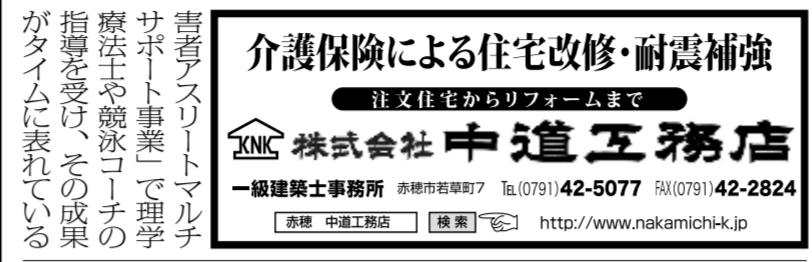 害者アスリートマルチ
サポート事業」で理学
療法士や競泳コーチの
指導を受け、その成果
がタイムに表れている
介護保険による住宅改修・耐震補強
注文住宅からリフォームまで
KNK 株式会社 中道工務店
一級建築士事務所 赤穂市若草町7 TEL(0791)42-5077 FAX(0791)42-2824
赤穂 中道工務店 検索 http://www.nakamichi-k.jp